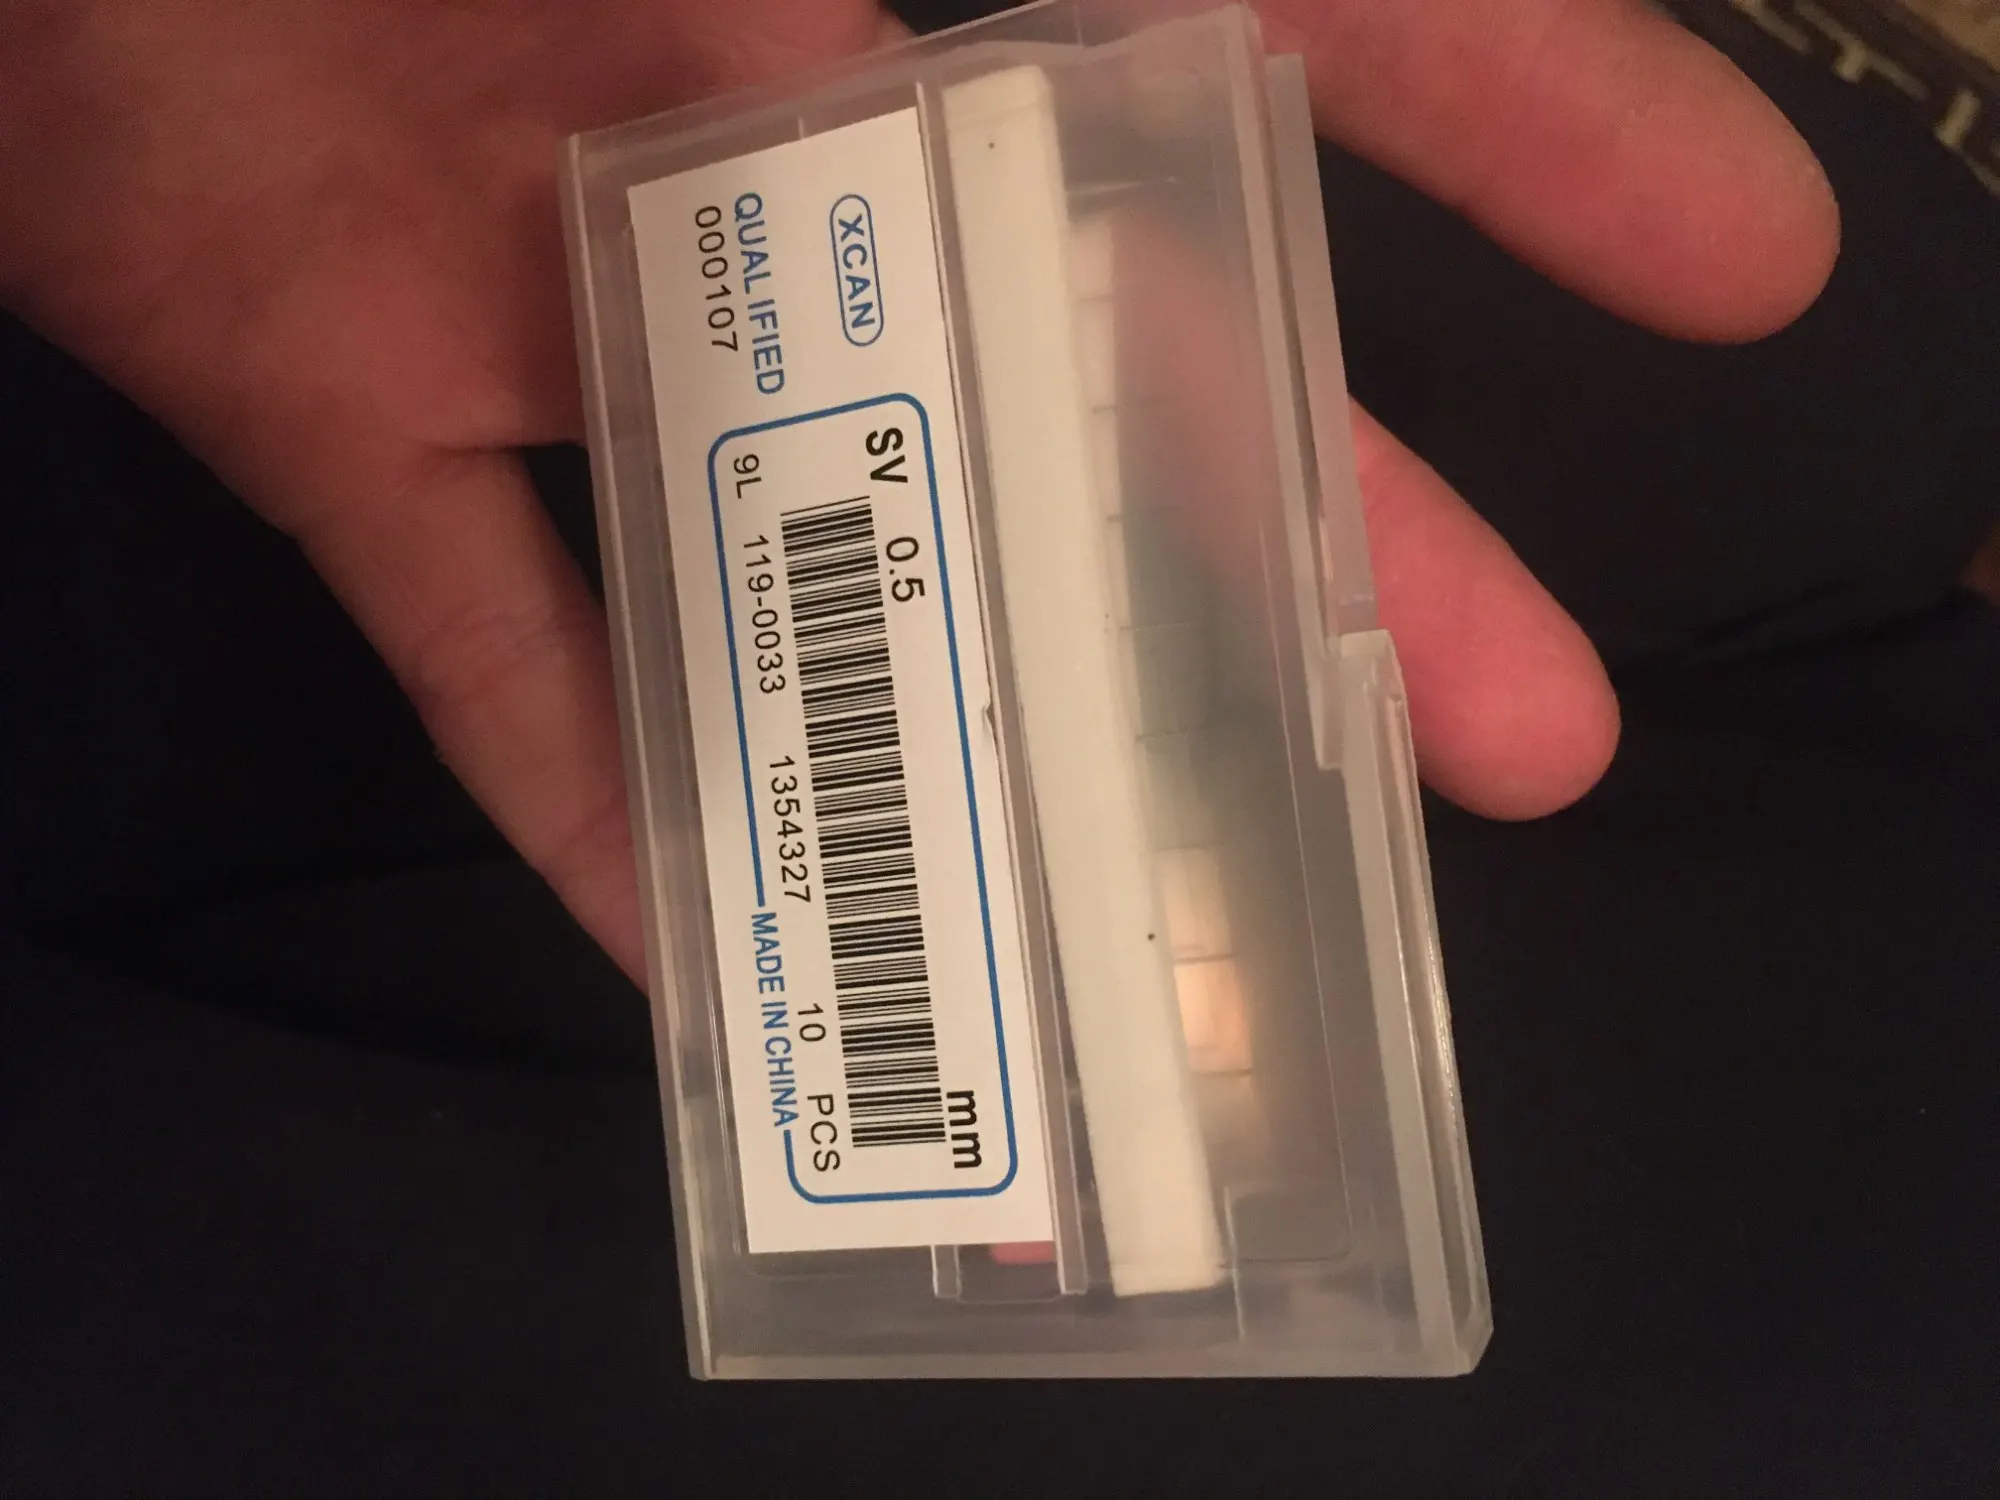 XCAN
QUALIFIED
000107
SV 0.5 mm
9L 119-0033 1354327 10 PCS
MADE IN CHINA